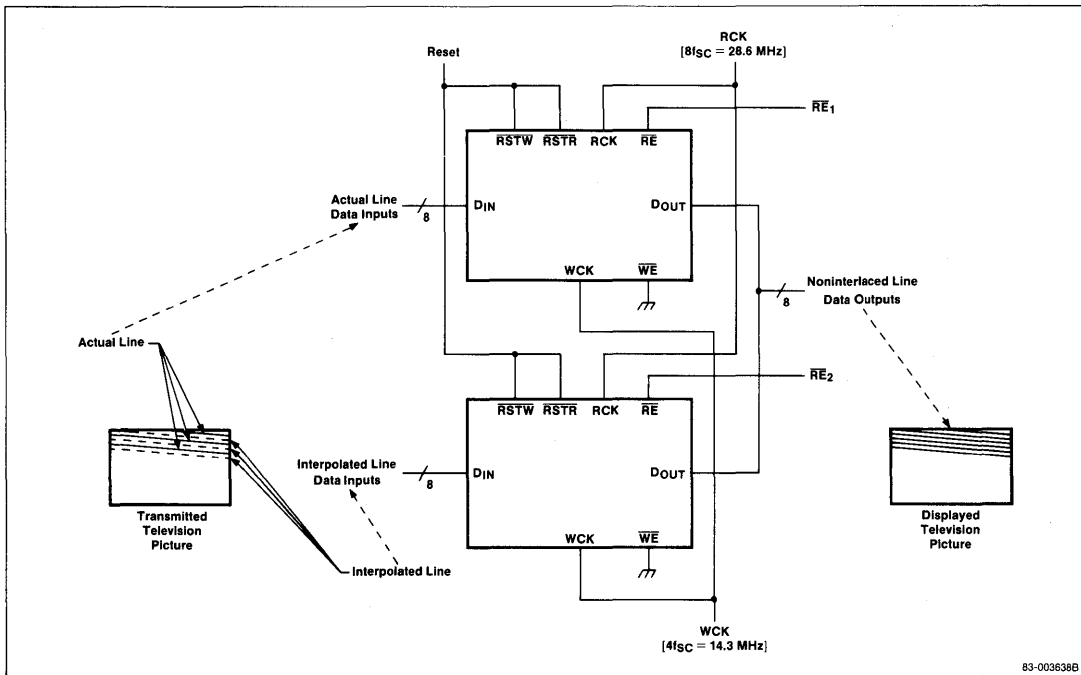 Reset
RCK
[8fSC = 28.6 MHz]
RE1
RSTW RSTR RCK RE
Actual Line
Data Inputs
8
DIN
DOUT
WCK WE
Noninterlaced Line
Data Outputs
8
Actual Line
RE2
RSTW RSTR RCK RE
Interpolated Line
Data Inputs
8
DIN
DOUT
WCK WE
Transmitted
Television
Picture
Displayed
Television
Picture
Interpolated Line
WCK
[4fSC = 14.3 MHz]
83-003638B